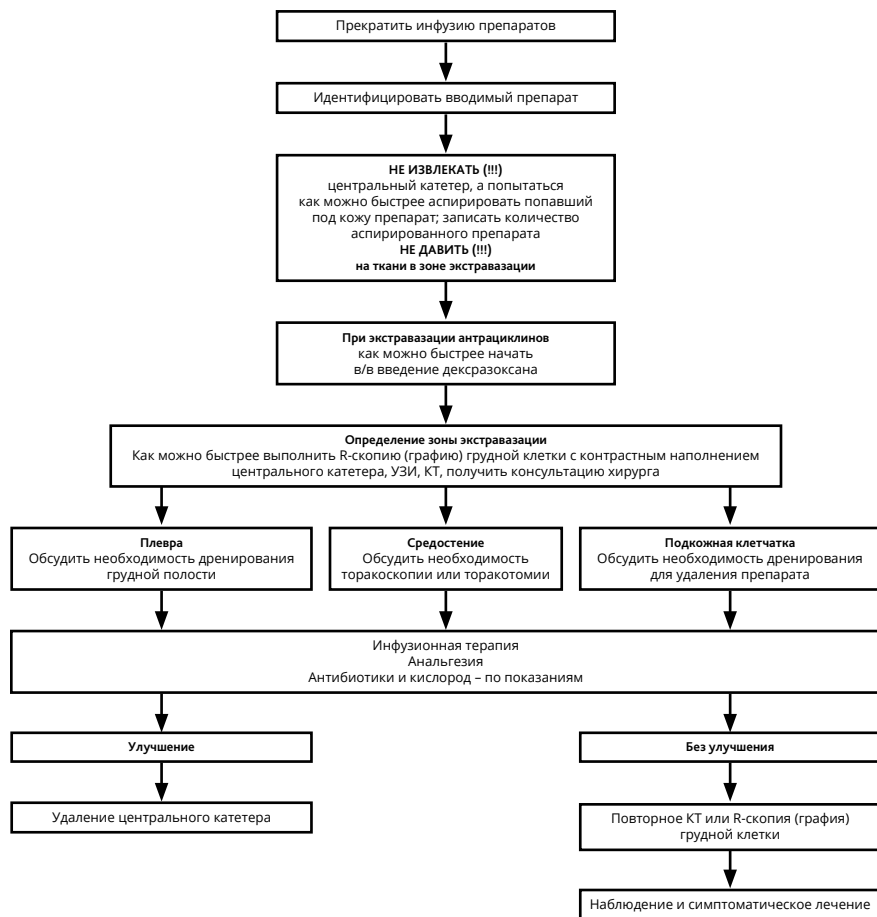 Прекратить инфузию препаратов
Идентифицировать вводимый препарат
НЕ ИЗВЛЕКАТЬ (!!!)
центральный катетер, а попытаться
как можно быстрее аспирировать попавший
под кожу препарат; записать количество
аспирированного препарата
НЕ ДАВИТЬ (!!!)
на ткани в зоне экстравазации
При экстравазации антрациклинов
как можно быстрее начать
в/в введение дексразоксана
Определение зоны экстравазации
Как можно быстрее выполнить R-скопию (графию) грудной клетки с контрастным наполнением
центрального катетера, УЗИ, КТ, получить консультацию хирурга
Плевра
Обсудить необходимость дренирования
грудной полости
Средостение
Обсудить необходимость
торакоскопии или торакотомии
Подкожная клетчатка
Обсудить необходимость дренирования
для удаления препарата
Инфузионная терапия
Анальгезия
Антибиотики и кислород – по показаниям
Улучшение
Без улучшения
Удаление центрального катетера
Повторное КТ или R-скопия (графия)
грудной клетки
Наблюдение и симптоматическое лечение